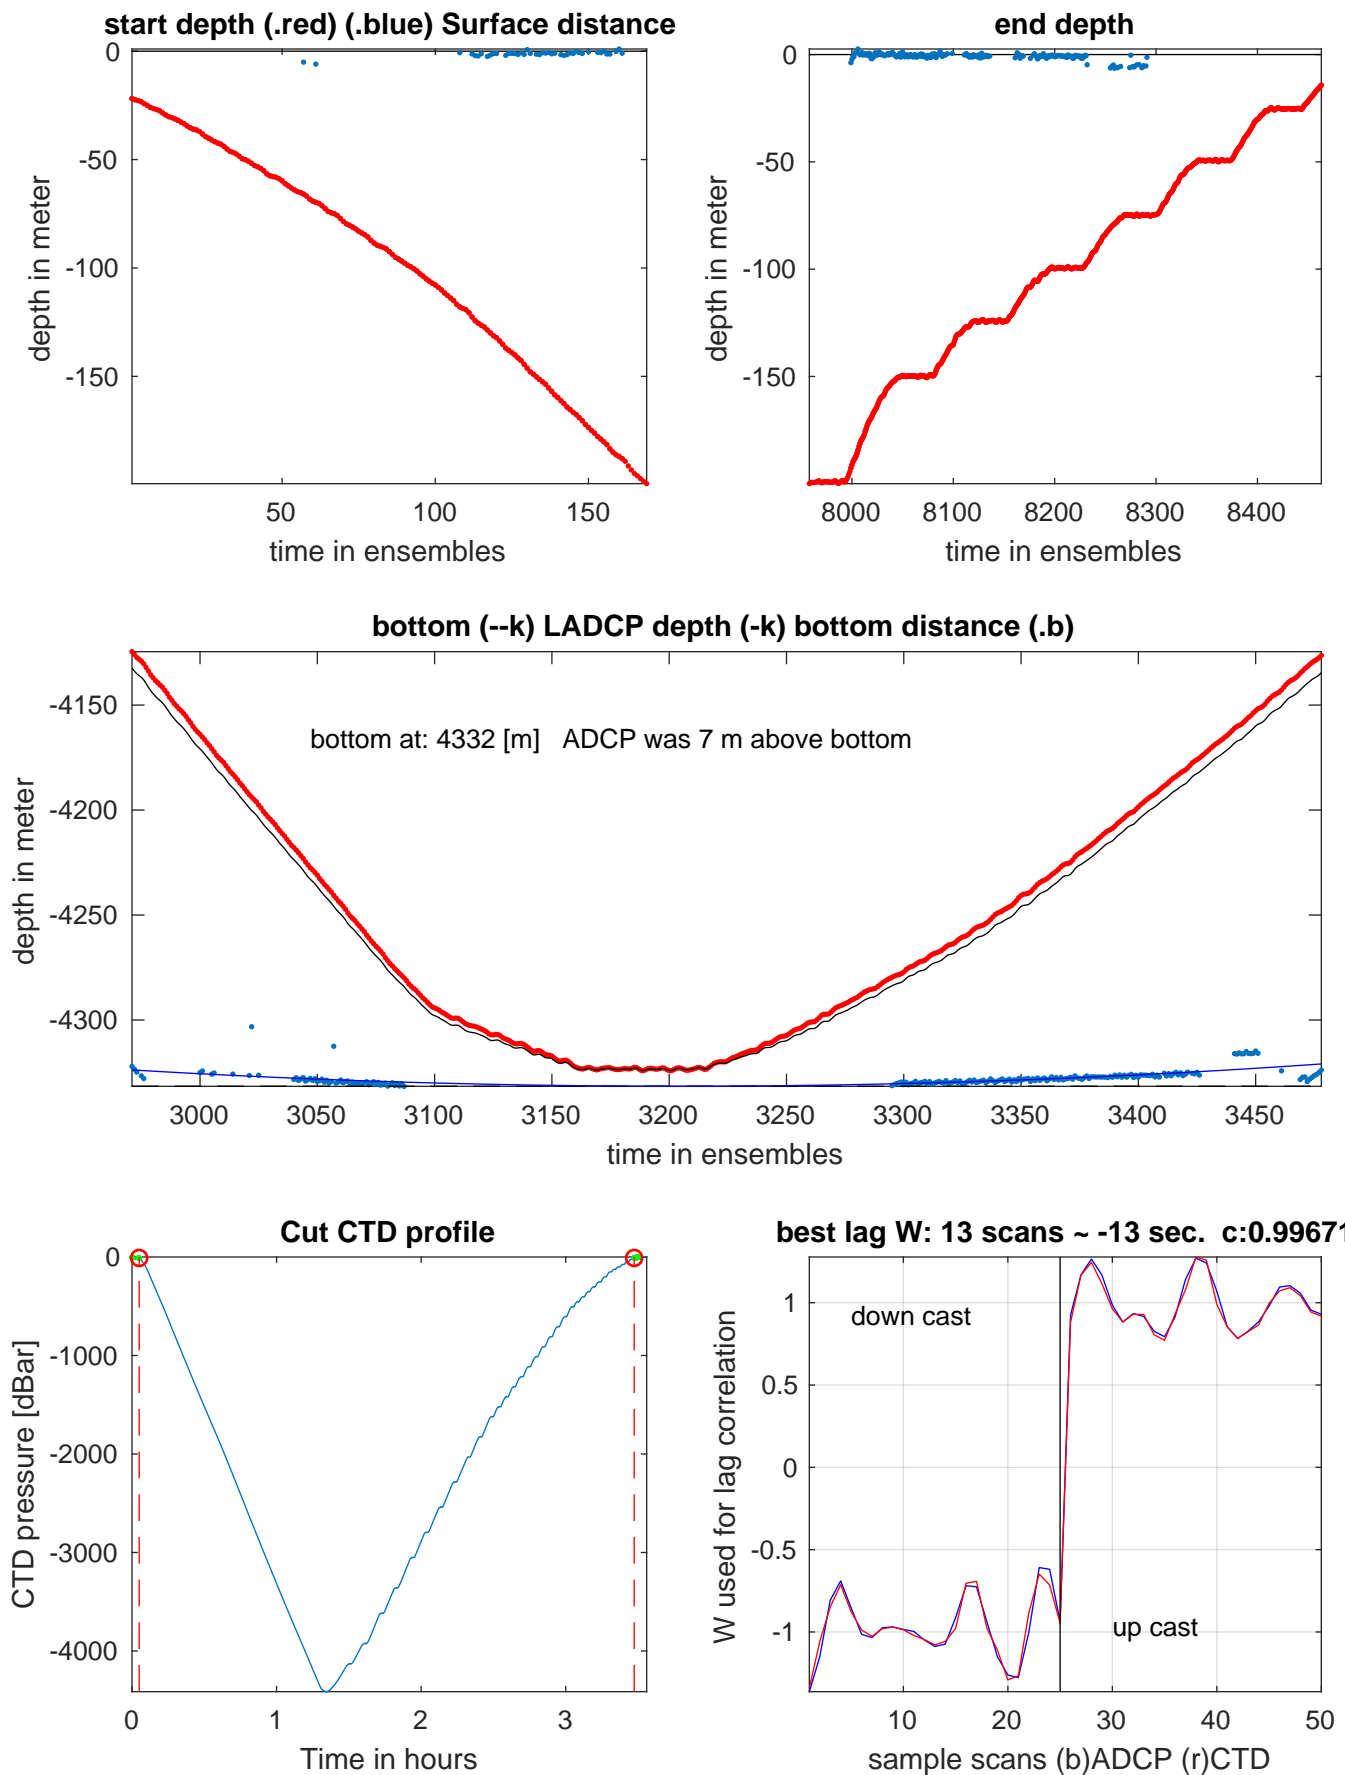 start depth (.red) (.blue) Surface distance
0
-50
-100
-150
depth in meter
50
100
150
time in ensembles
end depth
0
-50
-100
-150
depth in meter
8000
8100
8200
8300
8400
time in ensembles
bottom (--k) LADCP depth (-k) bottom distance (.b)
-4150
-4200
-4250
-4300
depth in meter
bottom at: 4332 [m]   ADCP was 7 m above bottom
3000
3050
3100
3150
3200
3250
3300
3350
3400
3450
time in ensembles
Cut CTD profile
0
-1000
-2000
-3000
-4000
CTD pressure [dBar]
0
1
2
3
Time in hours
best lag W: 13 scans ~ -13 sec.  c:0.99671
1
0.5
0
-0.5
-1
W used for lag correlation
down cast
up cast
10
20
30
40
50
sample scans (b)ADCP (r)CTD